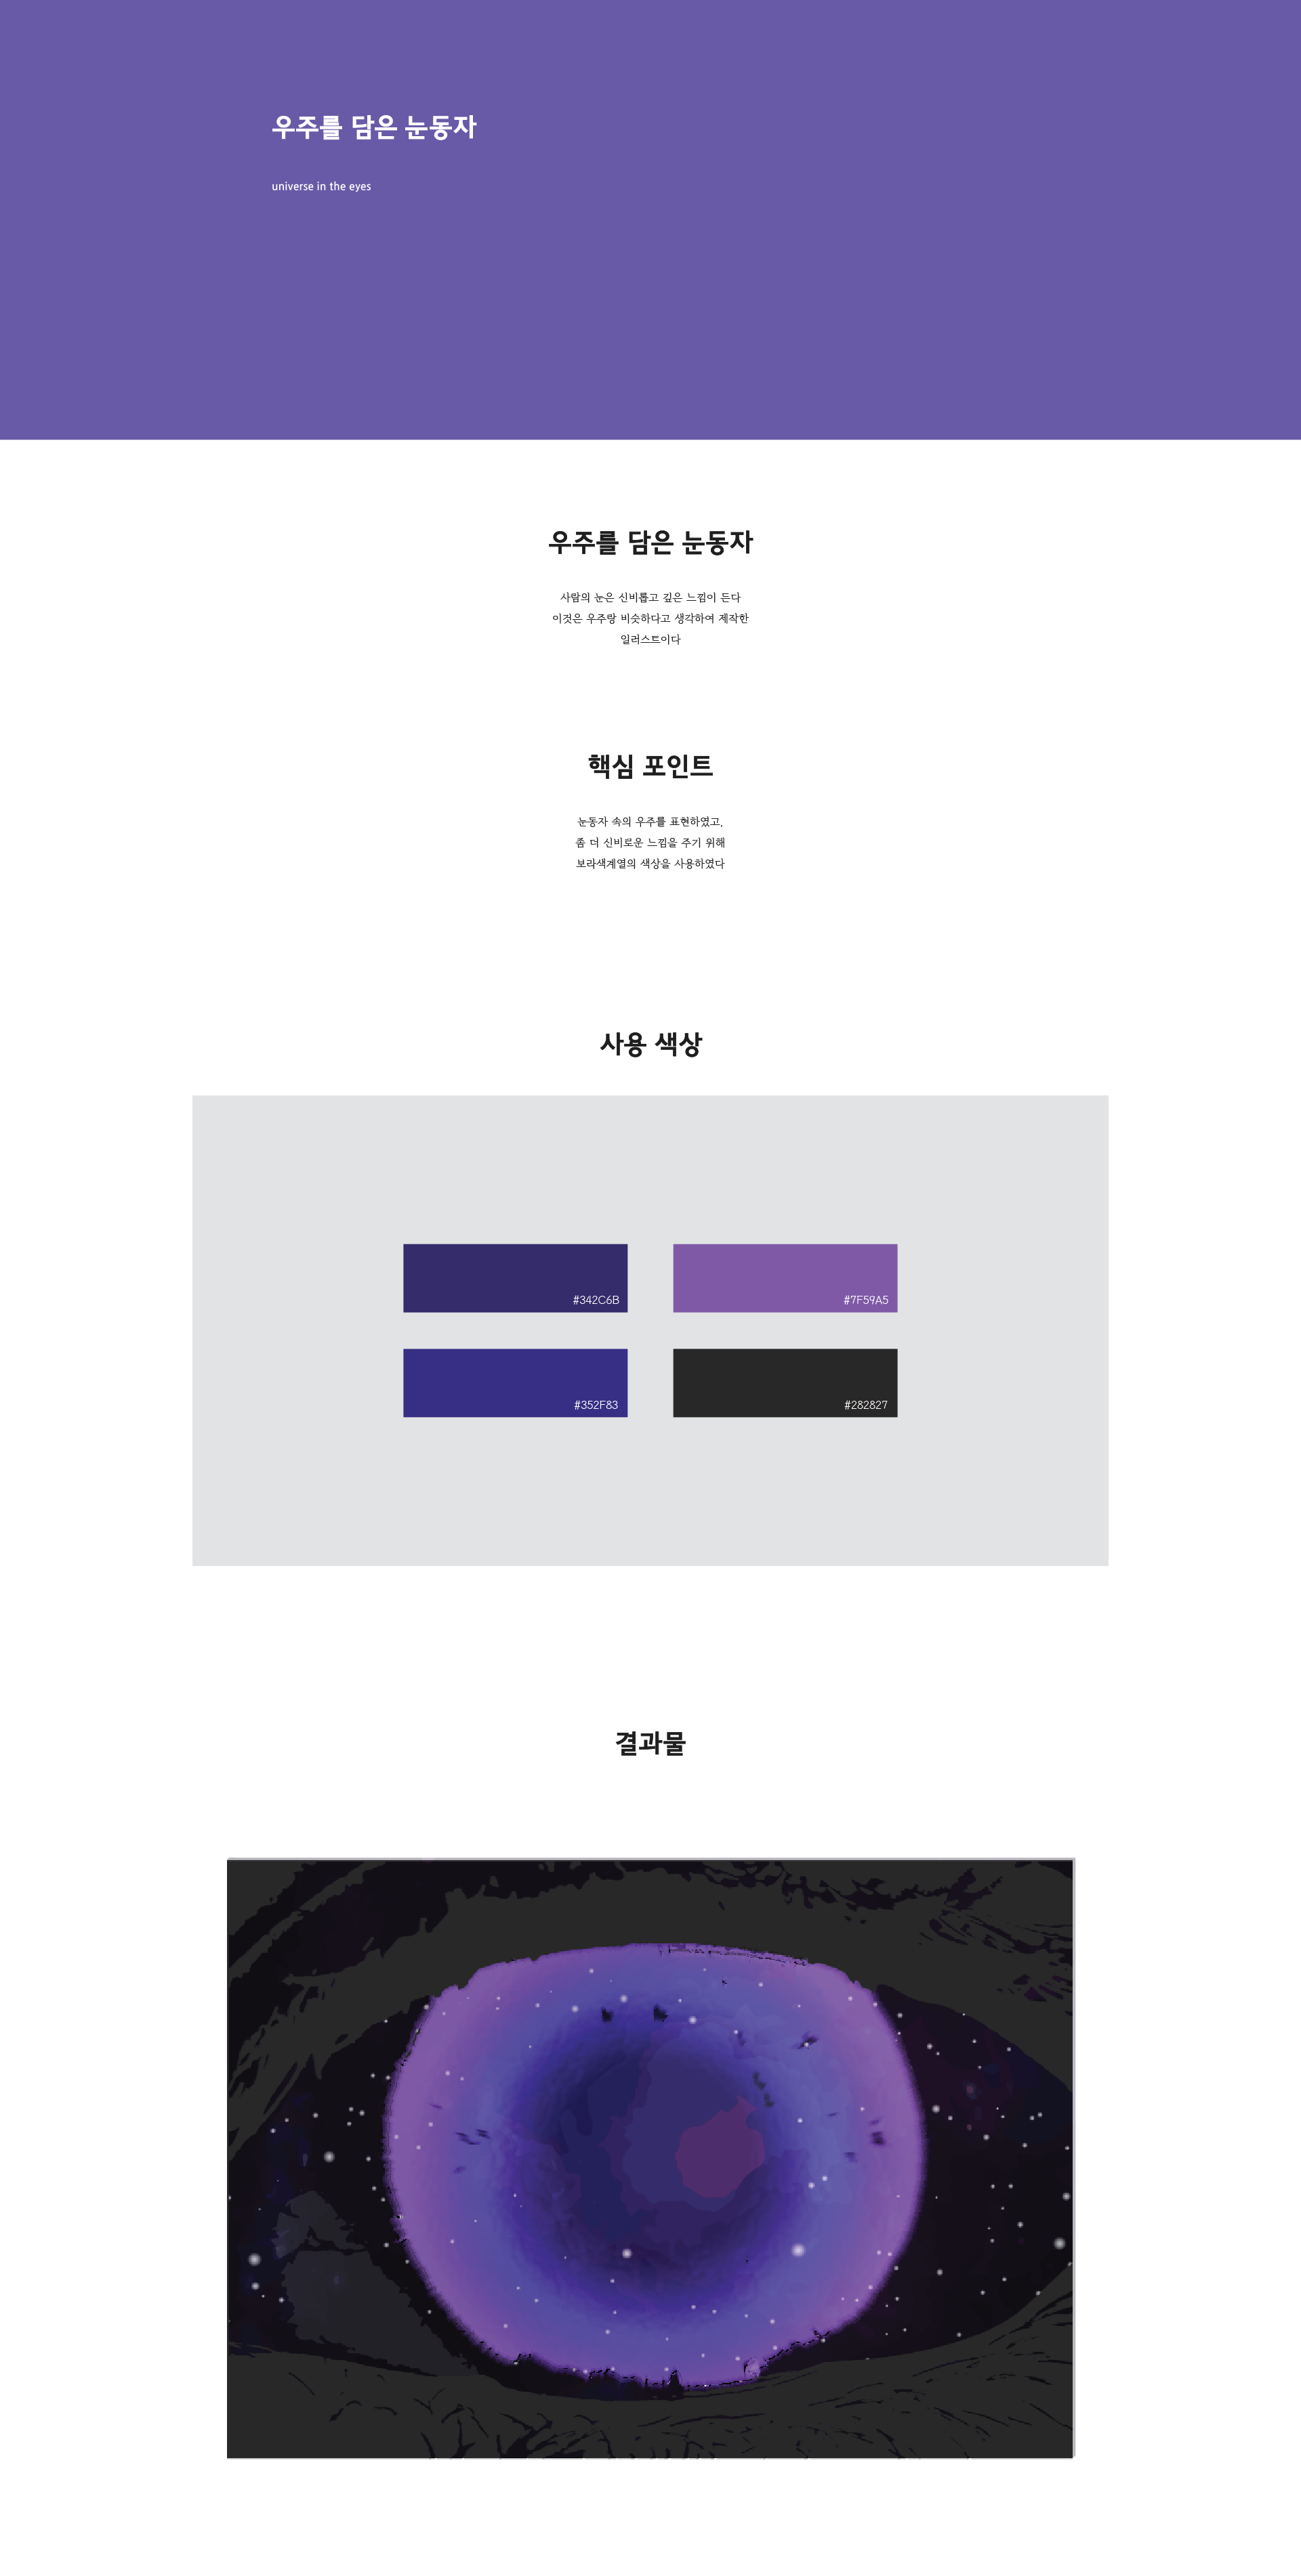 우주를 담은 눈동자
universe in the eyes
우주를 담은 눈동자
사람의 눈은 신비롭고 깊은 느낌이 든다
이것은 우주랑 비슷하다고 생각하여 제작한
일러스트이다
핵심 포인트
눈동자 속의 우주를 표현하였고,
좀 더 신비로운 느낌을 주기 위해
보라색계열의 색상을 사용하였다
사용 색상
#342C6B
#7F59A5
#352F83
#282827
결과물